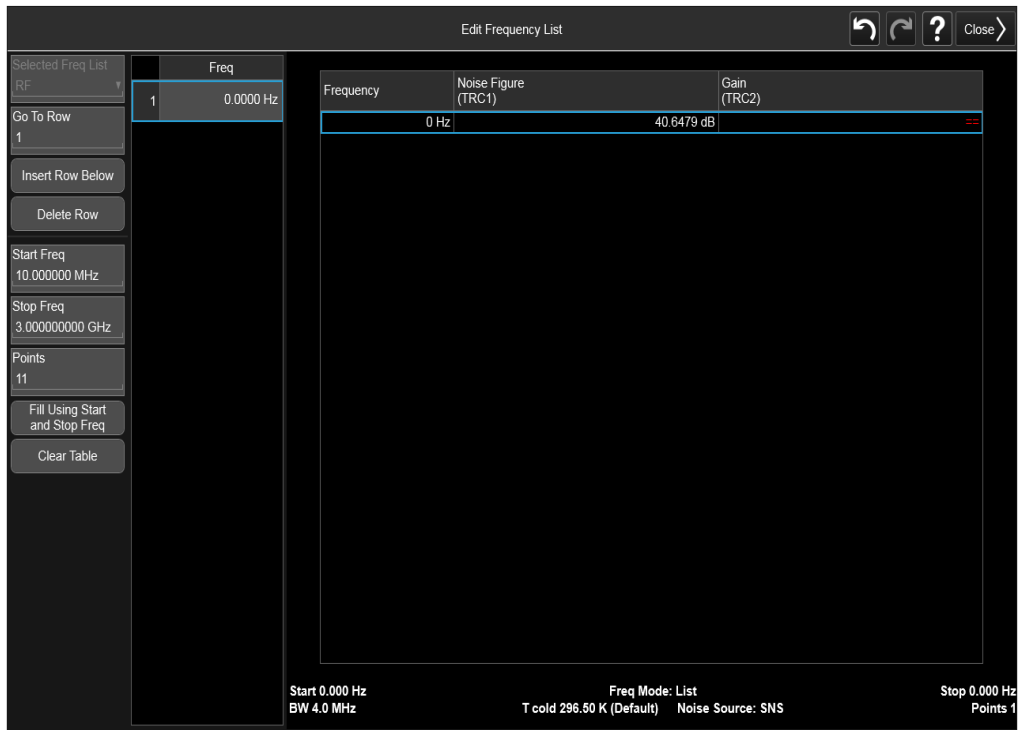 Edit Frequency List
?
Close
Selected Freq List
RF
Go To Row
1
Insert Row Below
Delete Row
Start Freq
10.000000 MHz
Stop Freq
3.000000000 GHz
Points
11
Fill Using Start
and Stop Freq
Clear Table
Freq
1 0.0000 Hz
Frequency
Noise Figure
(TRC1)
Gain
(TRC2)
0 Hz 40.6479 dB ==
Start 0.000 Hz Freq Mode: List Stop 0.000 Hz
BW 4.0 MHz T cold 296.50 K (Default) Noise Source: SNS Points 1